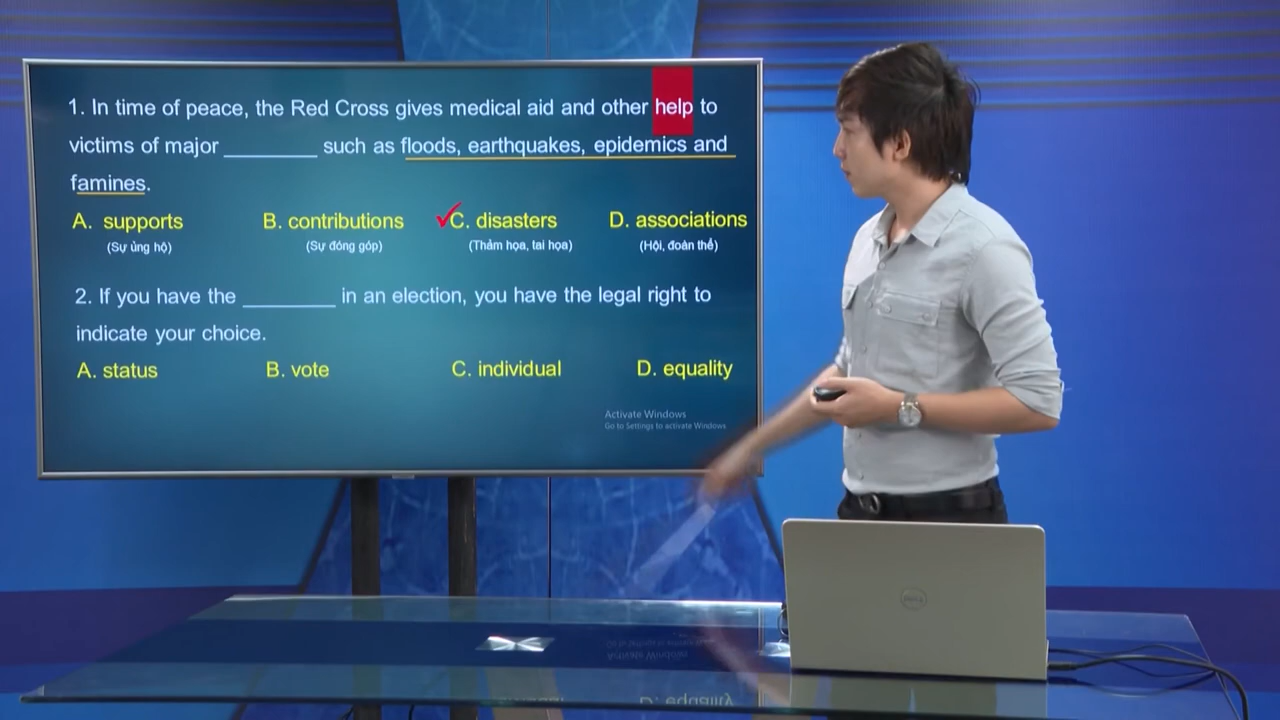 1. In time of peace, the Red Cross gives medical aid and other help to
victims of major ________ such as floods, earthquakes, epidemics and
famines.
A. supports B. contributions C. disasters D. associations
(Sự ủng hộ) (Sự đóng góp) (Thảm họa, tai họa) (Hội, đoàn thể)
2. If you have the ________ in an election, you have the legal right to
indicate your choice.
A. status B. vote C. individual D. equality
Activate Windows
Go to Settings to activate Windows
DELL